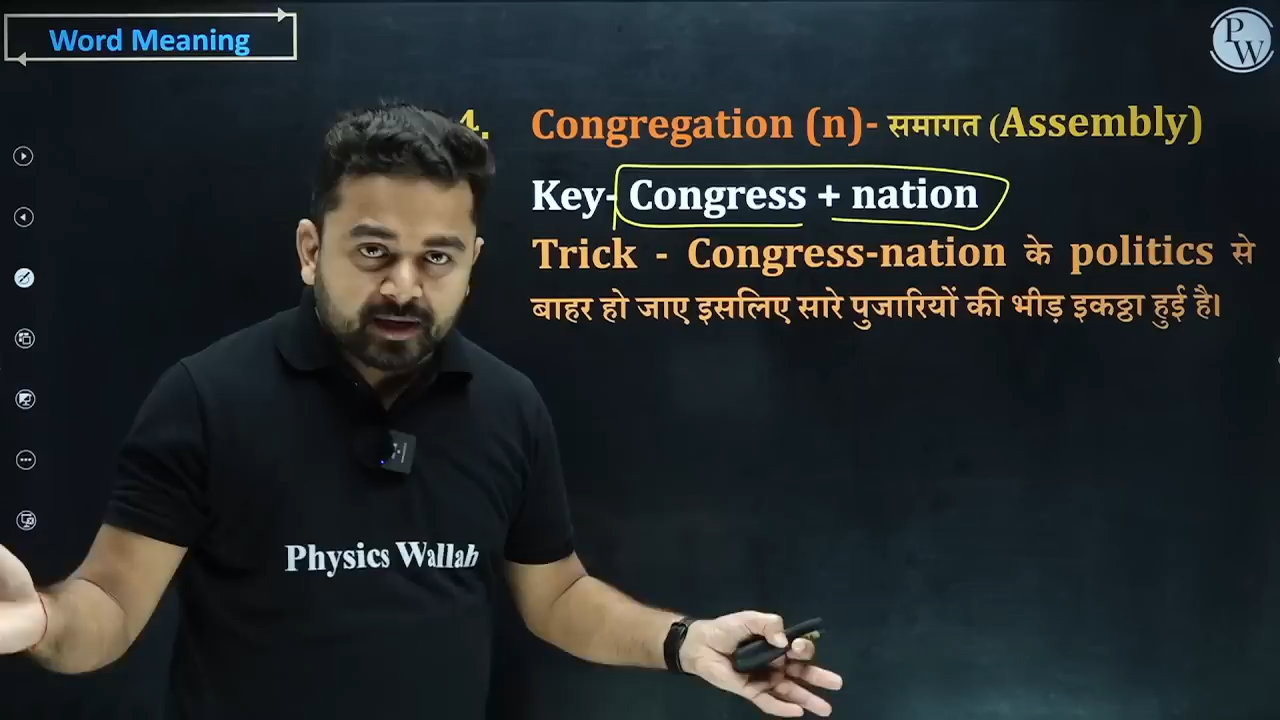 Word Meaning
PW
4. Congregation (n)- समागत (Assembly)
Key- Congress + nation
Trick - Congress-nation के politics से
बाहर हो जाए इसलिए सारे पुजारियों की भीड़ इकठ्ठा हुई है।
Physics Wallah